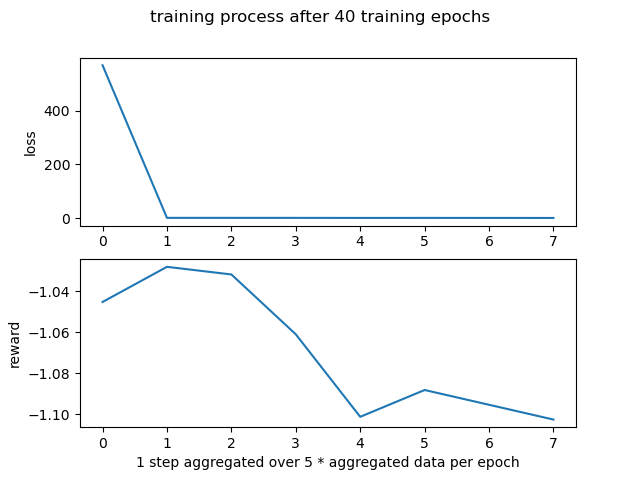 training process after 40 training epochs
loss
400
200
0
0 1 2 3 4 5 6 7
reward
−1.04
−1.06
−1.08
−1.10
0 1 2 3 4 5 6 7
1 step aggregated over 5 * aggregated data per epoch